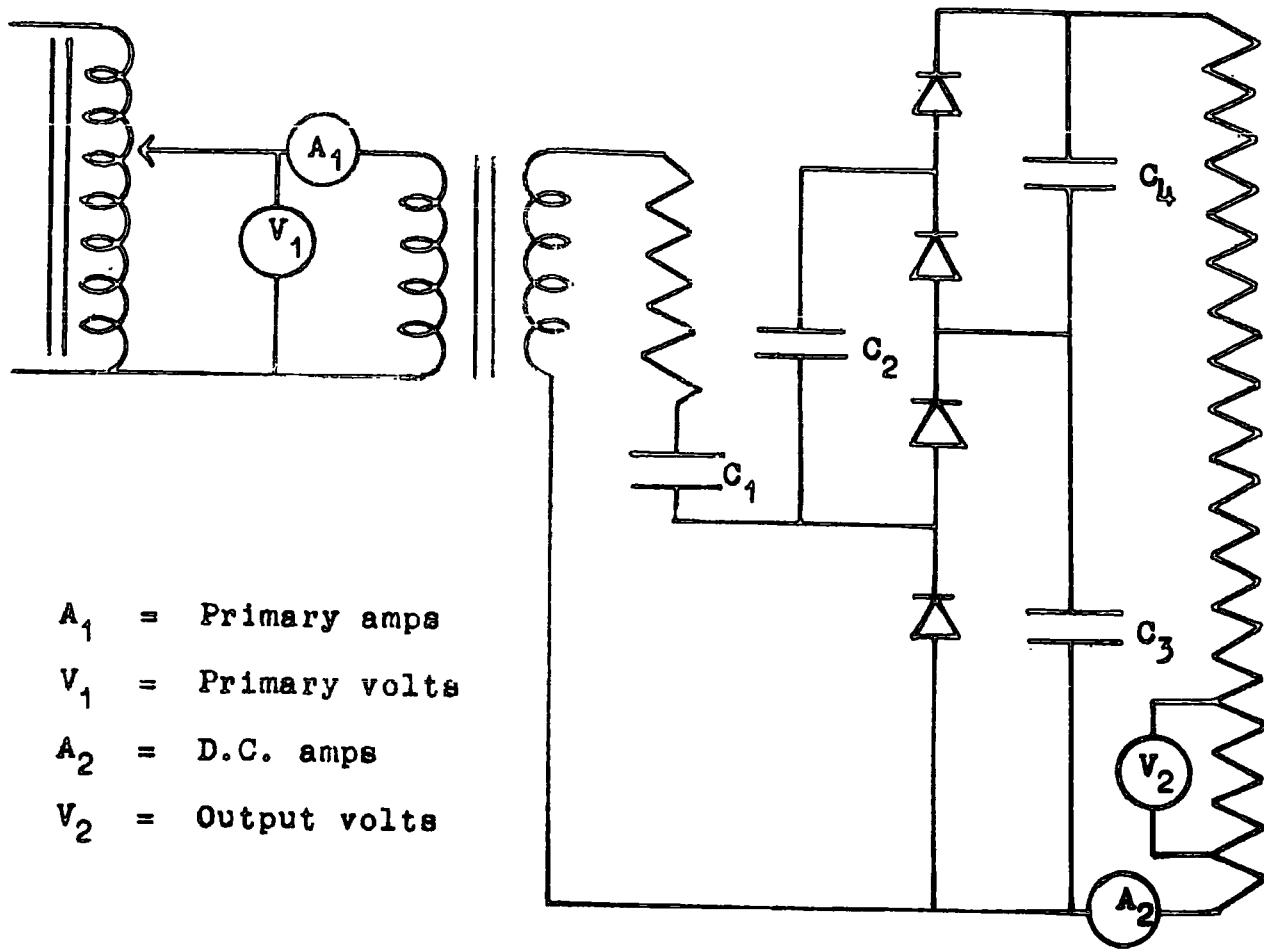 A₁
V₁
C₄
C₂
C₁
C₃
V₂
A₂
A₁ = Primary amps
V₁ = Primary volts
A₂ = D.C. amps
V₂ = Output volts